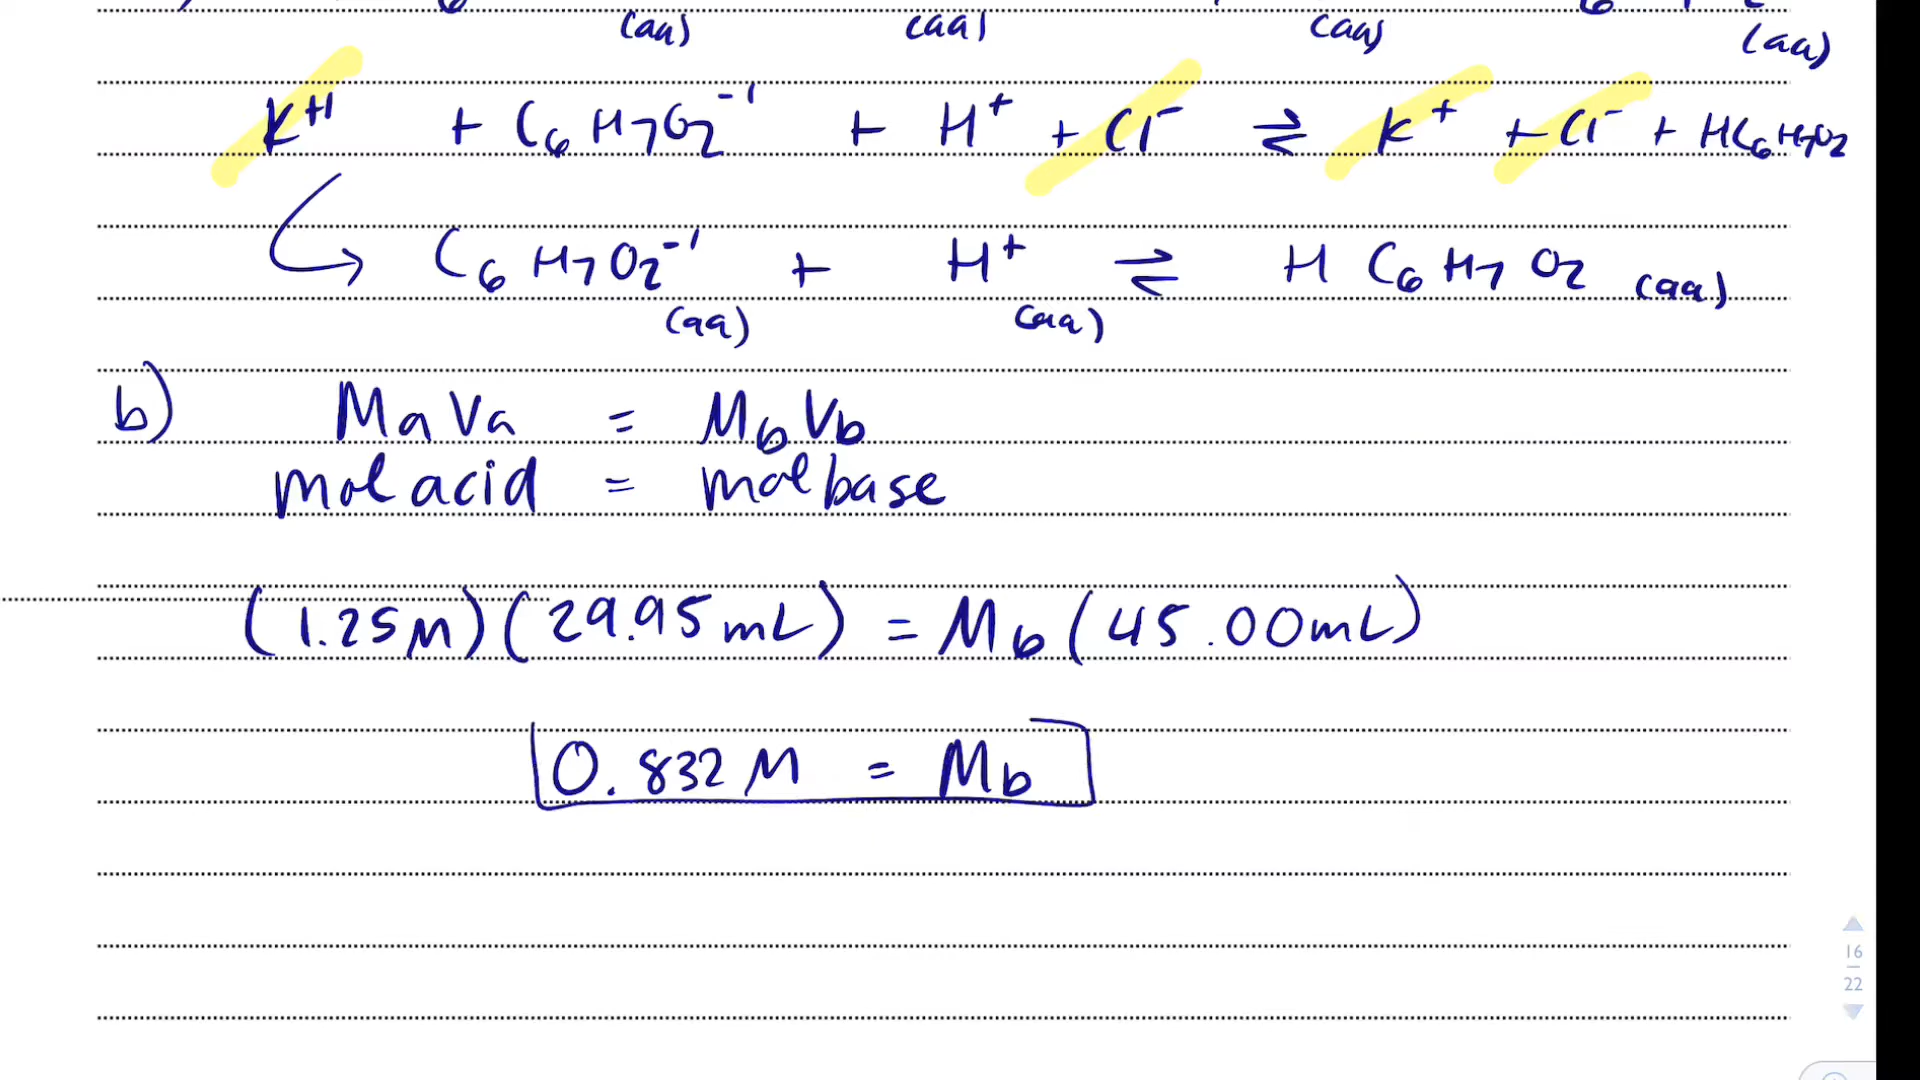 (aq) (aq) (aq) (aq)
K⁺¹ + C₆H₇O₂⁻¹ + H⁺ + Cl⁻ ⇌ K⁺ + Cl⁻ + HC₆H₇O₂
↳ C₆H₇O₂⁻¹ (aq) + H⁺ (aq) ⇌ HC₆H₇O₂ (aq)
b) MaVa = MbVb
mol acid = mol base
(1.25M)(29.95mL) = Mb(45.00mL)
0.832 M = Mb
16
22